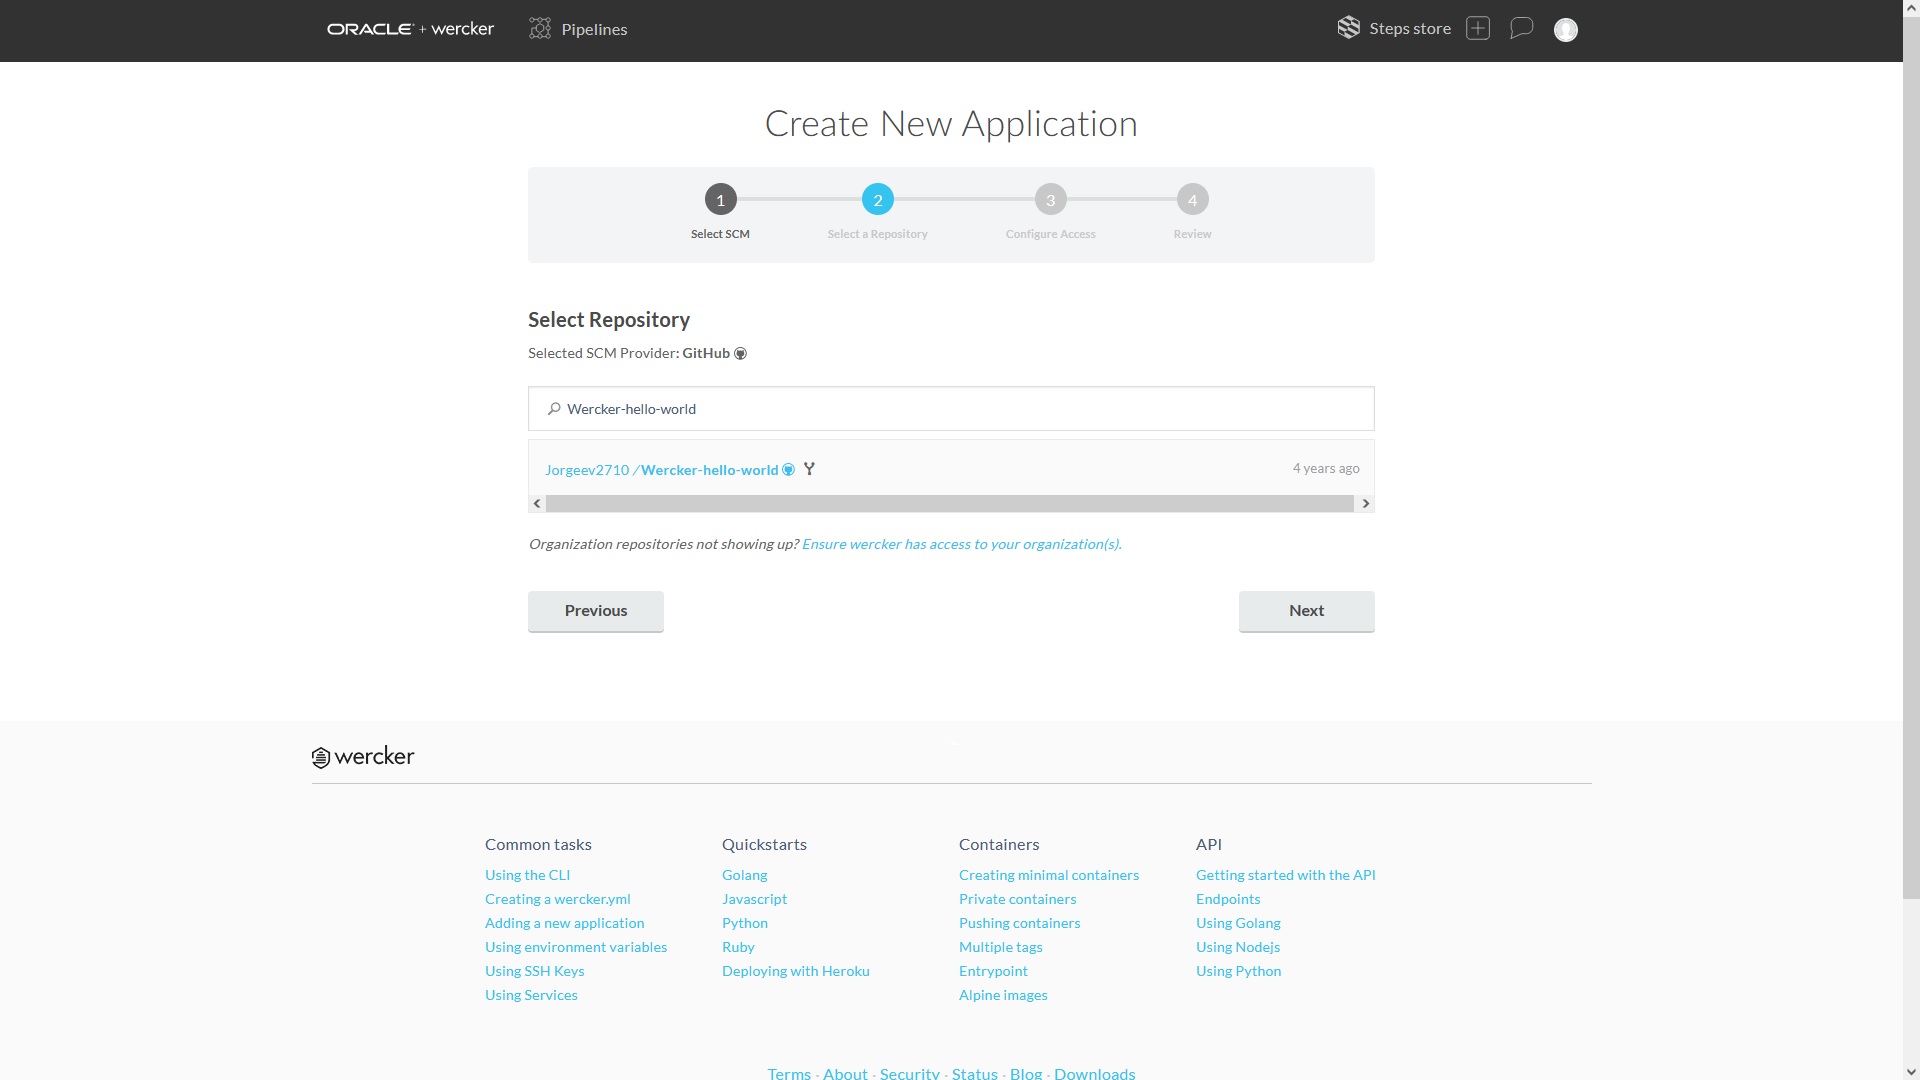 ORACLE + wercker Pipelines Steps store
Create New Application
1 2 3 4
Select SCM Select a Repository Configure Access Review
Select Repository
Selected SCM Provider: GitHub
Wercker-hello-world
Jorgeev2710 /Wercker-hello-world 4 years ago
Organization repositories not showing up? Ensure wercker has access to your organization(s).
Previous Next
wercker
Common tasks Quickstarts Containers API
Using the CLI Golang Creating minimal containers Getting started with the API
Creating a wercker.yml Javascript Private containers Endpoints
Adding a new application Python Pushing containers Using Golang
Using environment variables Ruby Multiple tags Using Nodejs
Using SSH Keys Deploying with Heroku Entrypoint Using Python
Using Services Alpine images
Terms · About · Security · Status · Blog · Downloads